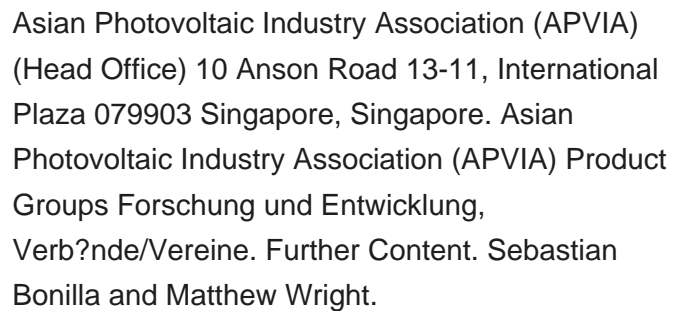 Asian Photovoltaic Industry Association (APVIA)
(Head Office) 10 Anson Road 13-11, International
Plaza 079903 Singapore, Singapore. Asian
Photovoltaic Industry Association (APVIA) Product
Groups Forschung und Entwicklung,
Verb?nde/Vereine. Further Content. Sebastian
Bonilla and Matthew Wright.